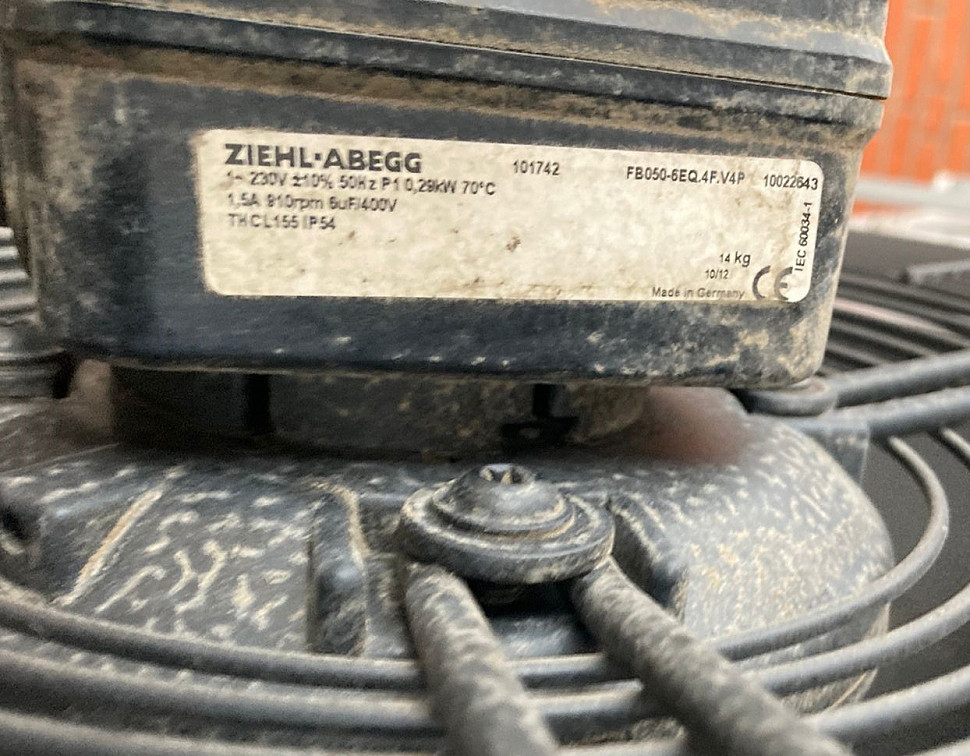 ZIEHL-ABEGG 101742 FB050-6EQ.4F.V4P 10022643
1~ 230V ±10% 50Hz P1 0,29kW 70°C
1,5A 910rpm 6uF/400V
THCL155 IP54
14 kg
10/12
Made in Germany CE
IEC 60034-1